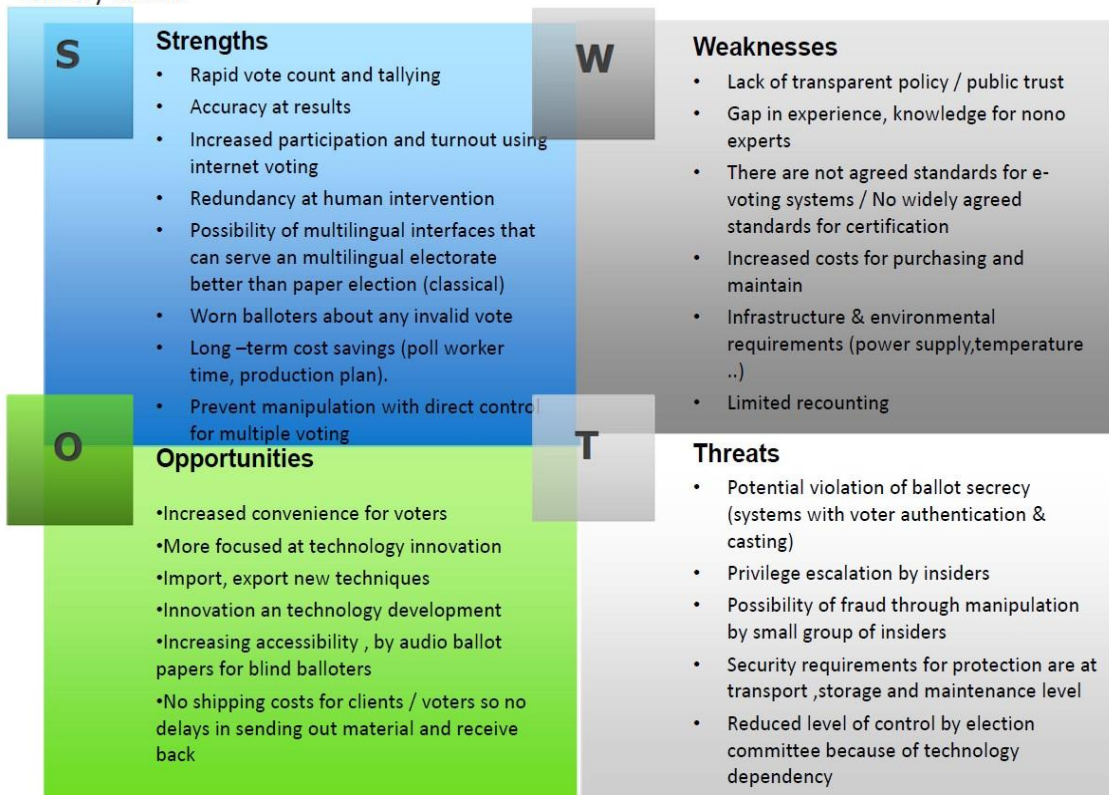 S
Strengths
• Rapid vote count and tallying
• Accuracy at results
• Increased participation and turnout using
internet voting
• Redundancy at human intervention
• Possibility of multilingual interfaces that
can serve an multilingual electorate
better than paper election (classical)
• Worn balloters about any invalid vote
• Long –term cost savings (poll worker
time, production plan).
• Prevent manipulation with direct control
for multiple voting
W
Weaknesses
• Lack of transparent policy / public trust
• Gap in experience, knowledge for nono
experts
• There are not agreed standards for e-
voting systems / No widely agreed
standards for certification
• Increased costs for purchasing and
maintain
• Infrastructure & environmental
requirements (power supply,temperature
..)
• Limited recounting
O
Opportunities
•Increased convenience for voters
•More focused at technology innovation
•Import, export new techniques
•Innovation an technology development
•Increasing accessibility , by audio ballot
papers for blind balloters
•No shipping costs for clients / voters so no
delays in sending out material and receive
back
T
Threats
• Potential violation of ballot secrecy
(systems with voter authentication &
casting)
• Privilege escalation by insiders
• Possibility of fraud through manipulation
by small group of insiders
• Security requirements for protection are at
transport ,storage and maintenance level
• Reduced level of control by election
committee because of technology
dependency